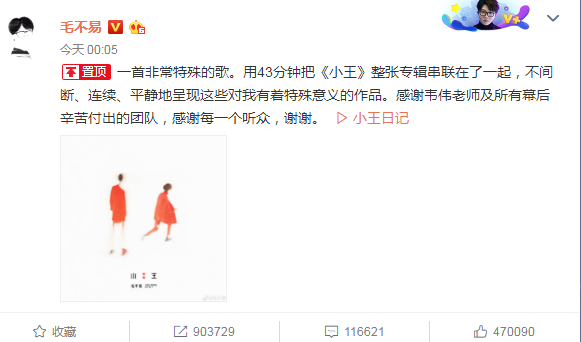 毛不易
今天 00:05
置顶 一首非常特殊的歌。用43分钟把《小王》整张专辑串联在了一起，不间
断、连续、平静地呈现这些对我有着特殊意义的作品。感谢韦伟老师及所有幕后
辛苦付出的团队，感谢每一个听众，谢谢。 小王日记
小王
毛不易
收藏 903729 116621 470090